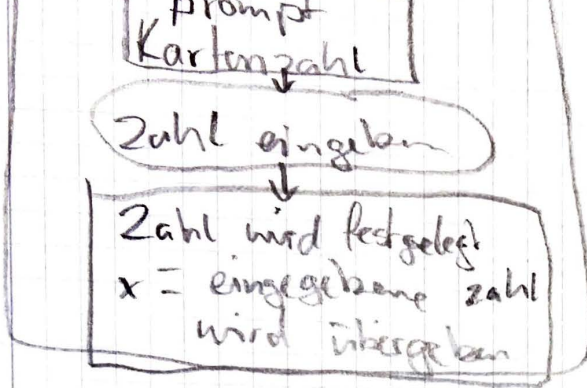 prompt
Kartenzahl
Zahl eingeben
Zahl wird festgelegt
x = eingegebene zahl
wird übergeben